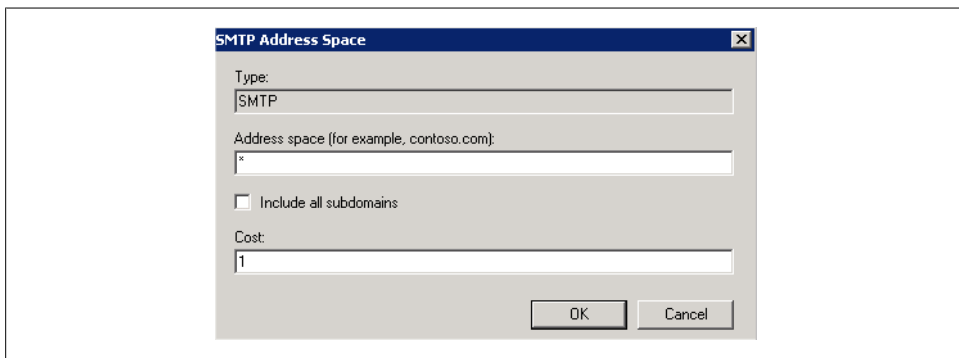 SMTP Address Space
Type:
SMTP
Address space (for example, contoso.com):
*
Include all subdomains
Cost:
1
OK Cancel